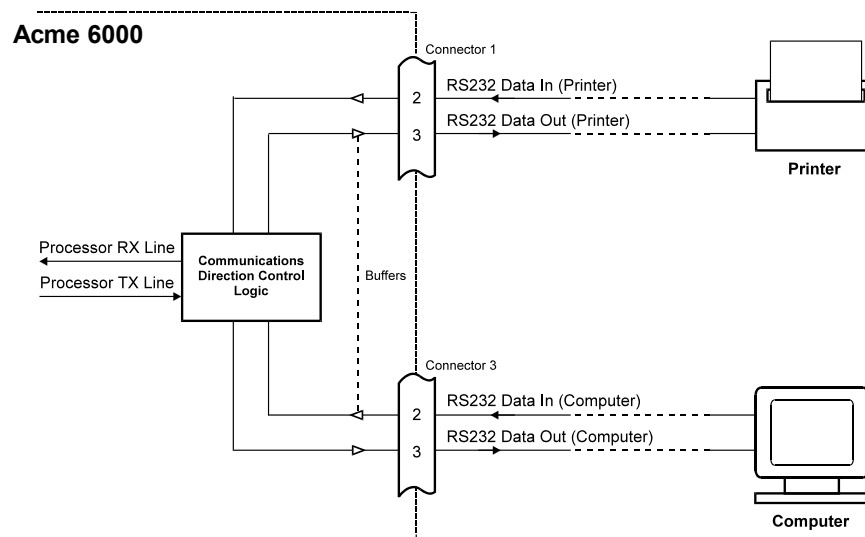 Acme 6000
Connector 1
2
RS232 Data In (Printer)
3
RS232 Data Out (Printer)
Printer
Processor RX Line
Processor TX Line
Communications
Direction Control
Logic
Buffers
Connector 3
2
RS232 Data In (Computer)
3
RS232 Data Out (Computer)
Computer